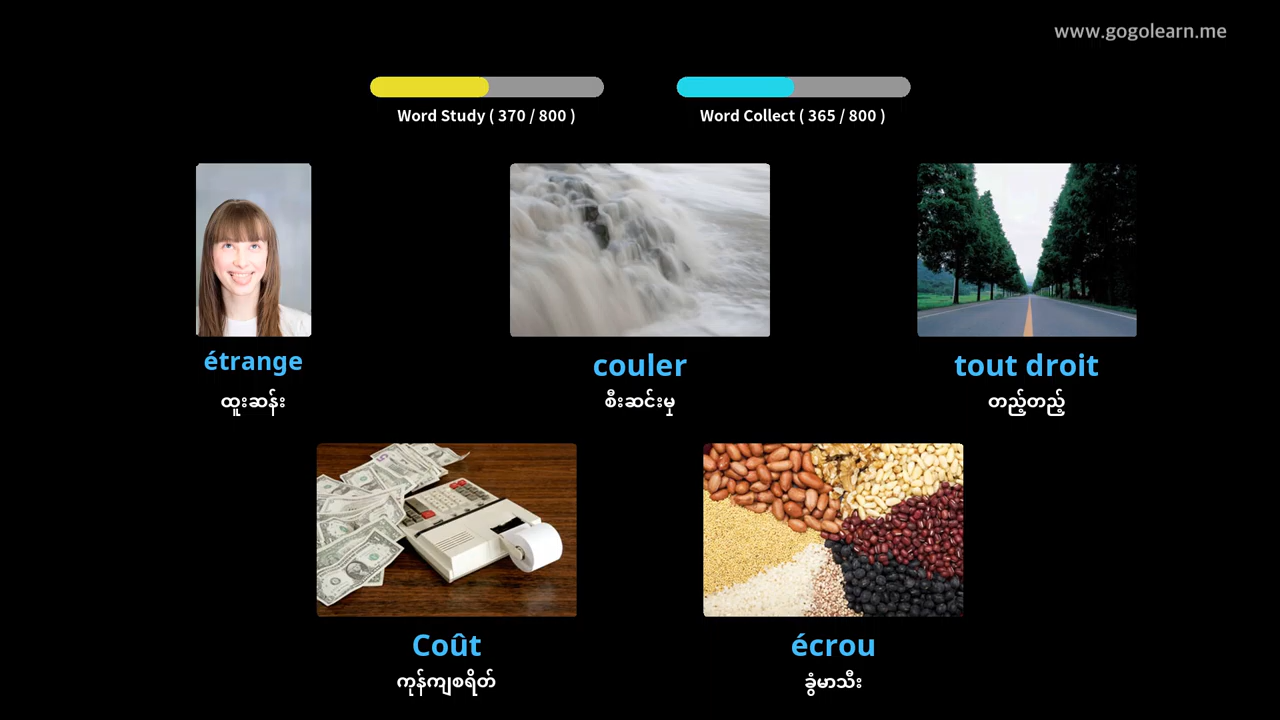 www.gogolearn.me
Word Study ( 370 / 800 )
Word Collect ( 365 / 800 )
étrange
ထူးဆန်း
couler
စီးဆင်းမှု
tout droit
တည့်တည့်
Coût
ကုန်ကျစရိတ်
écrou
ခွံမာသီး